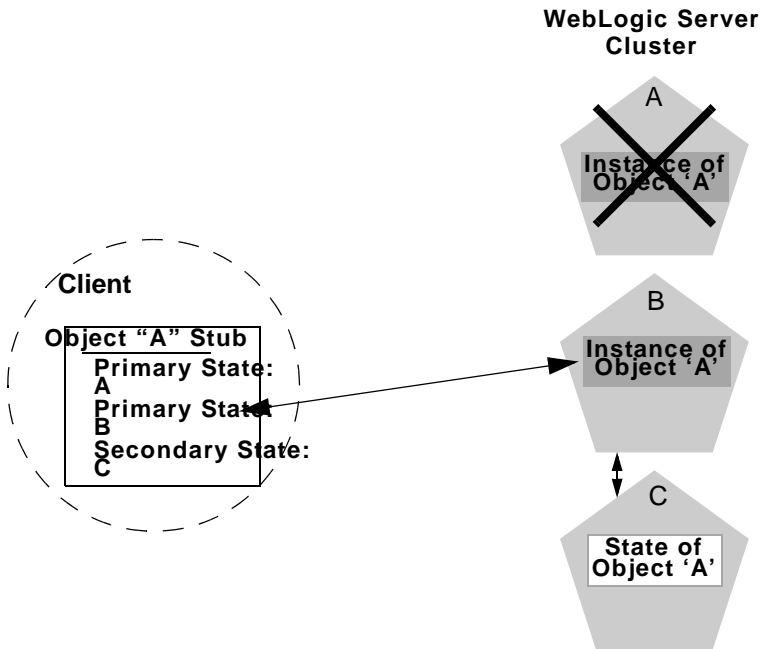 WebLogic Server
Cluster
A
Instance of
Object ‘A’
Client
Object “A” Stub
Primary State:
A
Primary State:
B
Secondary State:
C
B
Instance of
Object ‘A’
C
State of
Object ‘A’